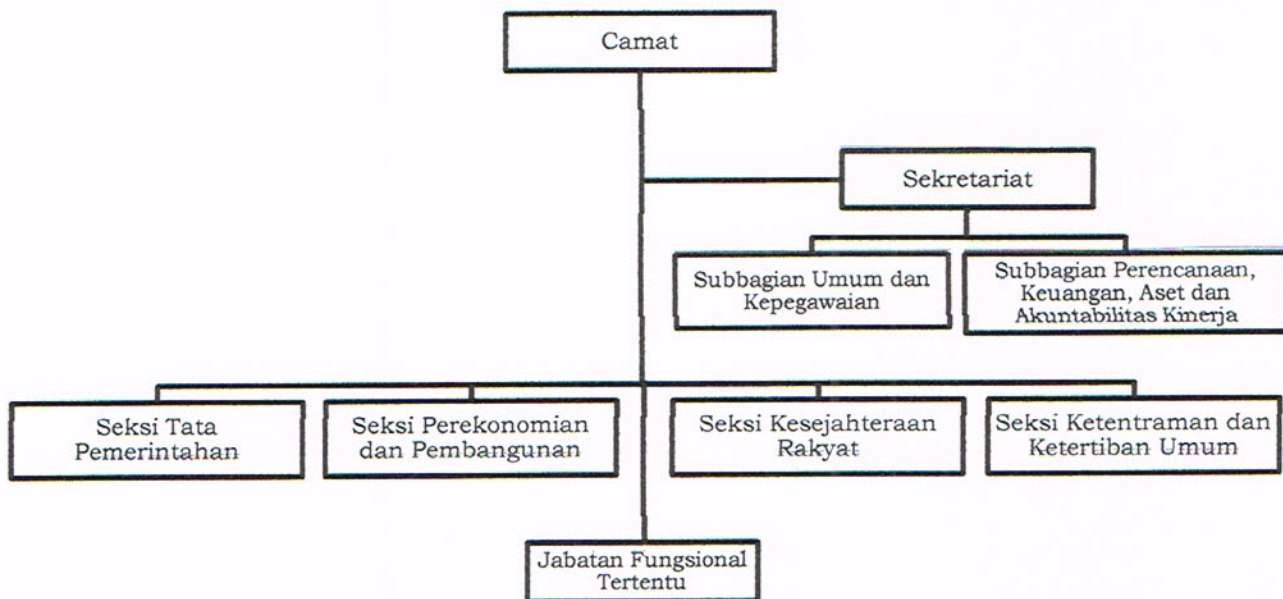 Camat
Sekretariat
Subbagian Umum dan
Kepegawaian
Subbagian Perencanaan,
Keuangan, Aset dan
Akuntabilitas Kinerja
Seksi Tata
Pemerintahan
Seksi Perekonomian
dan Pembangunan
Seksi Kesejahteraan
Rakyat
Seksi Ketentraman dan
Ketertiban Umum
Jabatan Fungsional
Tertentu